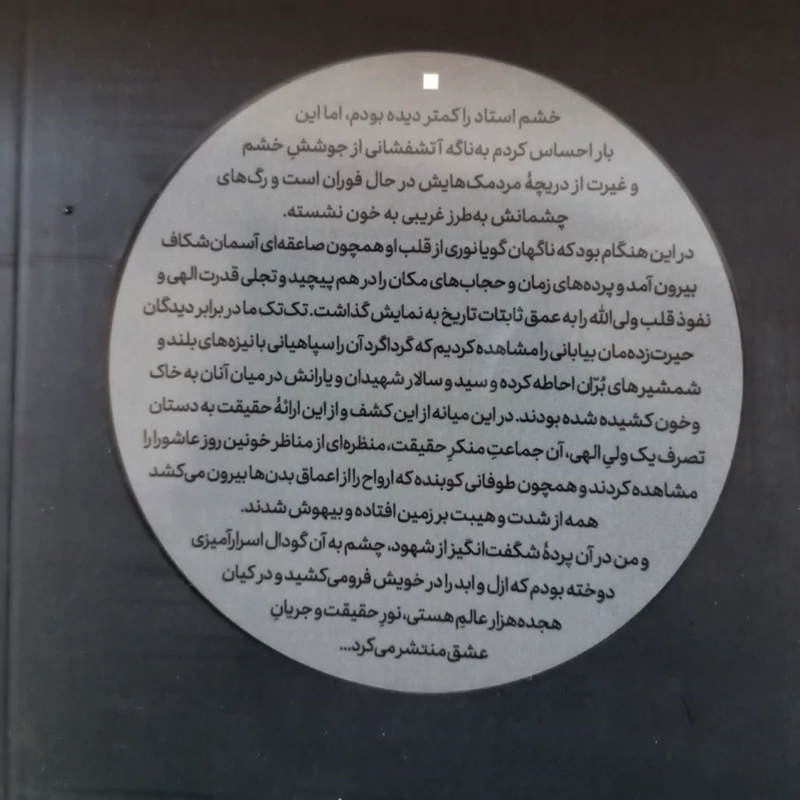 خشم استاد را کمتر دیده بودم، اما این
بار احساس کردم به‌ناگه آتشفشانی از جوششِ خشم
و غیرت از دریچهٔ مردمک‌هایش در حال فوران است و رگ‌های
چشمانش به‌طرز غریبی به خون نشسته.
در این هنگام بود که ناگهان گویا نوری از قلب او همچون صاعقه‌ای آسمان‌شکاف
بیرون آمد و پرده‌های زمان و حجاب‌های مکان را در هم پیچید و تجلی قدرت الهی و
نفوذ قلب ولی‌الله را به عمق ثابتات تاریخ به نمایش گذاشت. تک‌تک ما در برابر دیدگان
حیرت‌زده‌مان بیابانی را مشاهده کردیم که گرداگرد آن را سپاهیانی با نیزه‌های بلند و
شمشیرهای بُرّان احاطه کرده و سید و سالار شهیدان و یارانش در میان آنان به خاک
و خون کشیده شده بودند. در این میانه از این کشف و از این ارائهٔ حقیقت به دستان
تصرف یک ولیِ الهی، آن جماعتِ منکرِ حقیقت، منظره‌ای از مناظر خونین روز عاشورا را
مشاهده کردند و همچون طوفانی کوبنده که ارواح را از اعماق بدن‌ها بیرون می‌کشد
همه از شدت و هیبت بر زمین افتاده و بیهوش شدند.
و من در آن پردهٔ شگفت‌انگیز از شهود، چشم به آن گودال اسرارآمیزی
دوخته بودم که ازل و ابد را در خویش فرومی‌کشید و در کیان
هجده‌هزار عالمِ هستی، نورِ حقیقت و جریانِ
عشق منتشر می‌کرد...